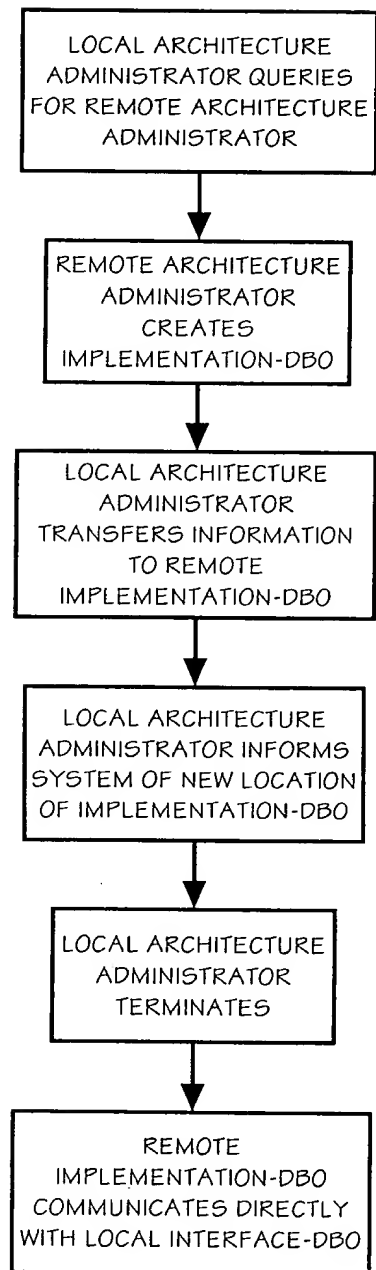 LOCAL ARCHITECTURE
ADMINISTRATOR QUERIES
FOR REMOTE ARCHITECTURE
ADMINISTRATOR
REMOTE ARCHITECTURE
ADMINISTRATOR
CREATES
IMPLEMENTATION-DBO
LOCAL ARCHITECTURE
ADMINISTRATOR
TRANSFERS INFORMATION
TO REMOTE
IMPLEMENTATION-DBO
LOCAL ARCHITECTURE
ADMINISTRATOR INFORMS
SYSTEM OF NEW LOCATION
OF IMPLEMENTATION-DBO
LOCAL ARCHITECTURE
ADMINISTRATOR
TERMINATES
REMOTE
IMPLEMENTATION-DBO
COMMUNICATES DIRECTLY
WITH LOCAL INTERFACE-DBO